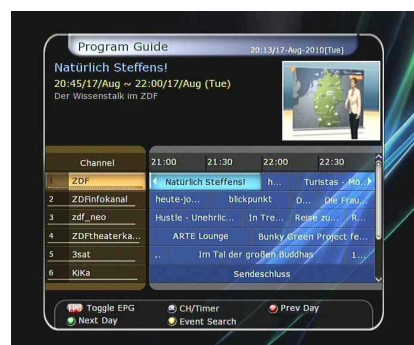 Program Guide 20:13/17-Aug-2010[Tue]
Natürlich Steffens!
20:45/17/Aug ~ 22:00/17/Aug (Tue)
Der Wissenstalk im ZDF
Channel 21:00 21:30 22:00 22:30
1 ZDF Natürlich Steffens! h... Turistas - Mo...
2 ZDFinfokanal heute-jo... blickpunkt D... Die Frau...
3 zdf_neo Hustle - Unehrlic... In Tre... Reise zu... R...
4 ZDFtheaterka... ARTE Lounge Bunky Green Project fe...
5 3sat .. Im Tal der großen Buddhas 1...
6 KiKa Sendeschluss
EPG Toggle EPG CH/Timer Prev Day
Next Day Event Search